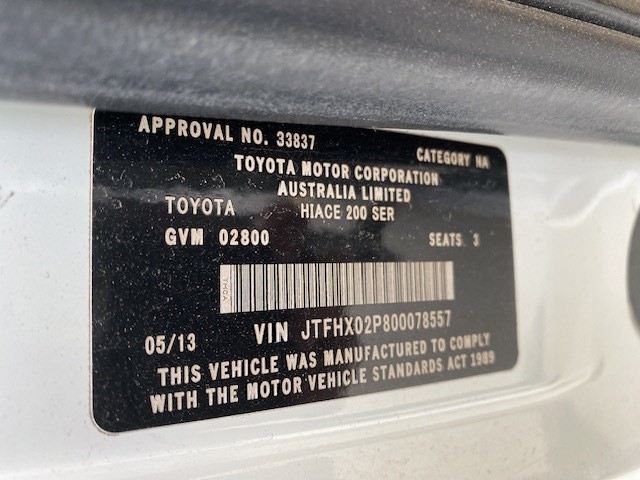 APPROVAL NO. 33837 CATEGORY NA
TOYOTA MOTOR CORPORATION
AUSTRALIA LIMITED
TOYOTA HIACE 200 SER
GVM 02800 SEATS 3
TMCA
05/13 VIN JTFHX02P800078557
THIS VEHICLE WAS MANUFACTURED TO COMPLY
WITH THE MOTOR VEHICLE STANDARDS ACT 1989